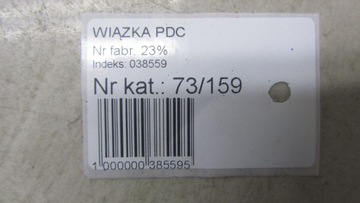 WIĄZKA PDC
Nr fabr. 23%
Indeks: 038559
Nr kat.: 73/159
1 000000 385595